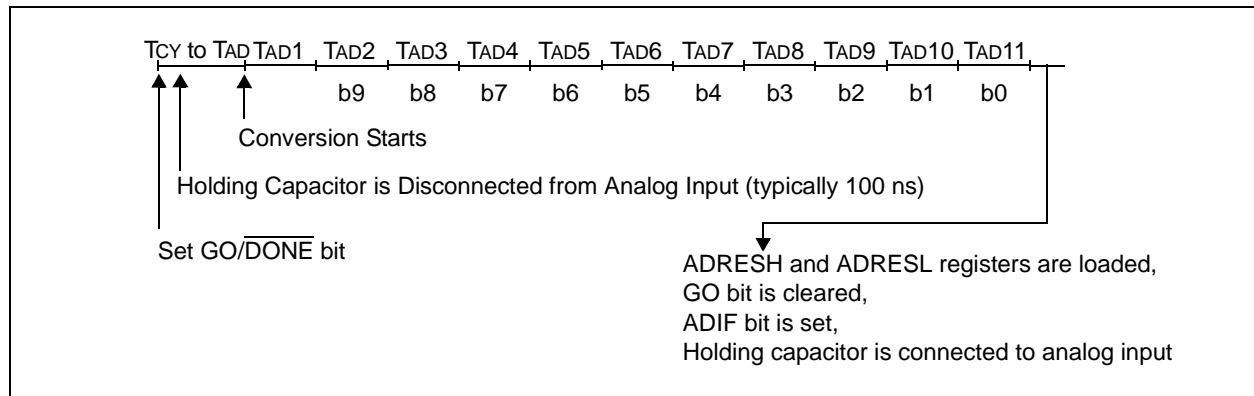 TCY to TAD TAD1 TAD2 TAD3 TAD4 TAD5 TAD6 TAD7 TAD8 TAD9 TAD10 TAD11
b9 b8 b7 b6 b5 b4 b3 b2 b1 b0
Conversion Starts
Holding Capacitor is Disconnected from Analog Input (typically 100 ns)
Set GO/DONE bit
ADRESH and ADRESL registers are loaded,
GO bit is cleared,
ADIF bit is set,
Holding capacitor is connected to analog input